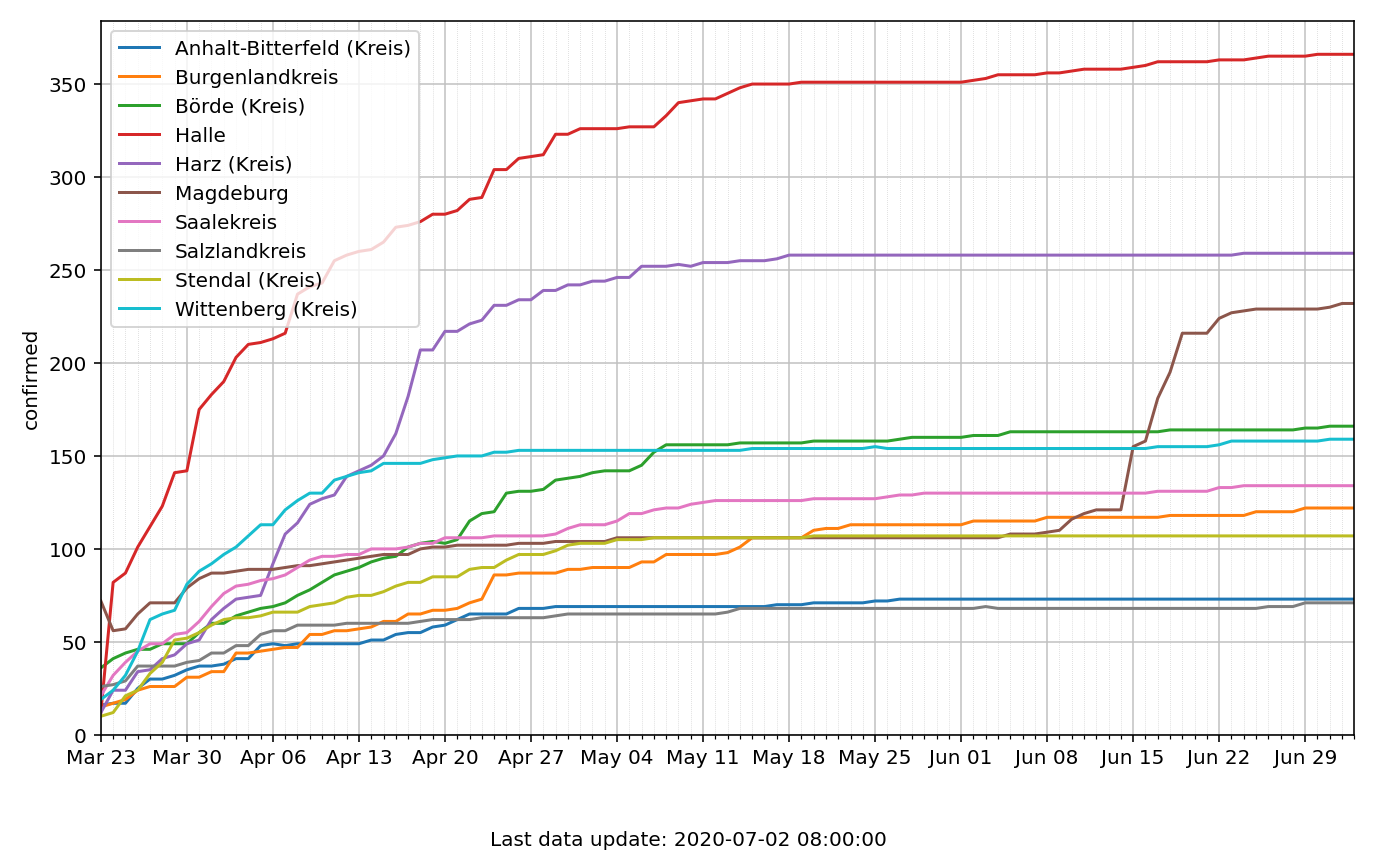 Anhalt-Bitterfeld (Kreis)
Burgenlandkreis
Börde (Kreis)
Halle
Harz (Kreis)
Magdeburg
Saalekreis
Salzlandkreis
Stendal (Kreis)
Wittenberg (Kreis)
confirmed
350
300
250
200
150
100
50
0
Mar 23 Mar 30 Apr 06 Apr 13 Apr 20 Apr 27 May 04 May 11 May 18 May 25 Jun 01 Jun 08 Jun 15 Jun 22 Jun 29
Last data update: 2020-07-02 08:00:00